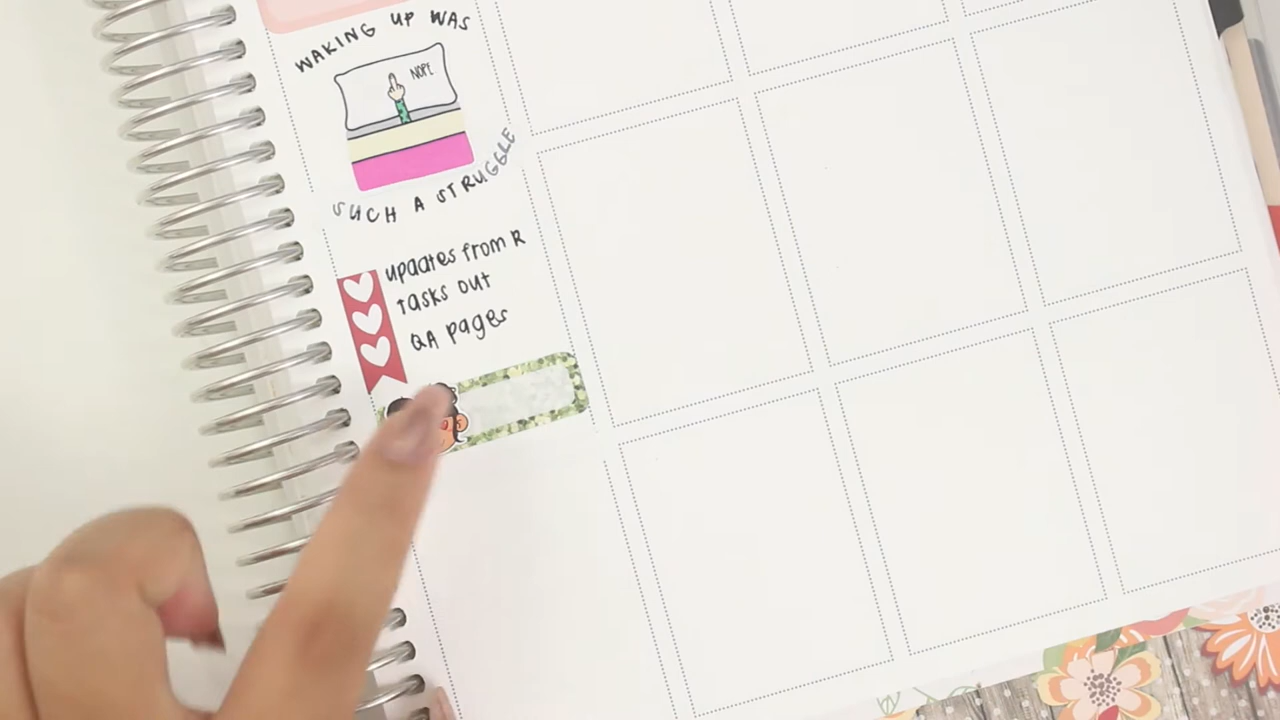 WAKING UP WAS
NOPE
SUCH A STRUGGLE
updates from R
tasks out
QA pages